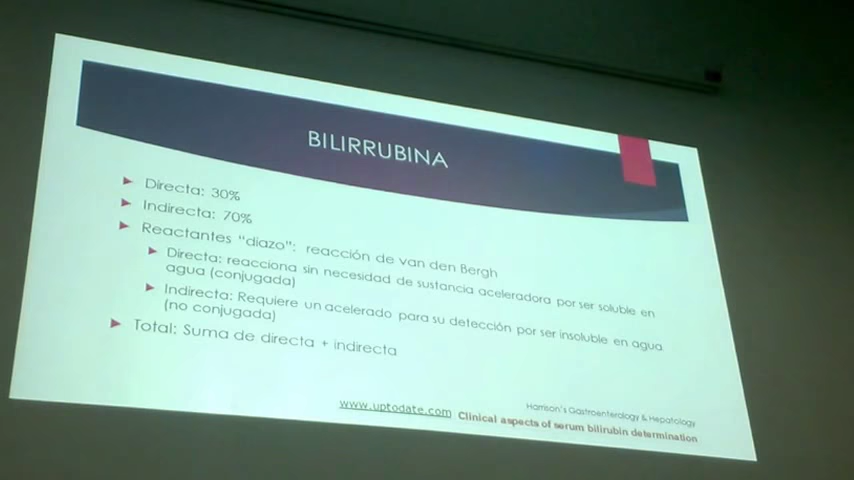 BILIRRUBINA
Directa: 30%
Indirecta: 70%
Reactantes “diazo”: reacción de van den Bergh
Directa: reacciona sin necesidad de sustancia aceleradora por ser soluble en
agua (conjugada)
Indirecta: Requiere un acelerado para su detección por ser insoluble en agua
(no conjugada)
Total: Suma de directa + indirecta
Harrison's Gastroenterology & Hepatology
www.uptodate.com Clinical aspects of serum bilirubin determination